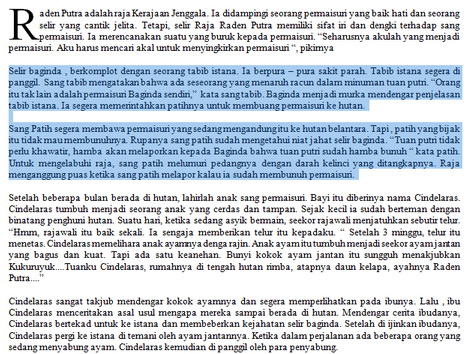 Raden Putra adalah raja Kerajaan Jenggala. Ia didampingi seorang permaisuri yang baik hati dan seorang
selir yang cantik jelita. Tetapi, selir Raja Raden Putra memiliki sifat iri dan dengki terhadap sang
permaisuri. Ia merencanakan suatu yang buruk kepada permaisuri. “Seharusnya akulah yang menjadi
permaisuri. Aku harus mencari akal untuk menyingkirkan permaisuri “, pikirnya
Selir baginda , berkomplot dengan seorang tabib istana. Ia berpura – pura sakit parah. Tabib istana segera di
panggil. Sang tabib mengatakan bahwa ada seseorang yang menaruh racun dalam minuman tuan putri. “Orang
itu tak lain adalah permaisuri Baginda sendiri,” kata sang tabib. Baginda menjadi murka mendengar penjelasan
tabib istana. Ia segera memerintahkan patihnya untuk membuang permaisuri ke hutan.
Sang Patih segera membawa permaisuri yang sedang mengandung itu ke hutan belantara. Tapi , patih yang bijak
itu tidak mau membunuhnya. Rupanya sang patih sudah mengetahui niat jahat selir baginda. “Tuan putri tidak
perlu khawatir, hamba akan melaporkan kepada Baginda bahwa tuan putri sudah hamba bunuh “ kata patih.
Untuk mengelabuhi raja, sang patih melumuri pedangnya dengan darah kelinci yang ditangkapnya. Raja
menganggung puas ketika sang patih melapor kalau ia sudah membunuh permaisuri.
Setelah beberapa bulan berada di hutan, lahirlah anak sang permaisuri. Bayi itu diberinya nama Cindelaras.
Cindelaras tumbuh menjadi seorang anak yang cerdas dan tampan. Sejak kecil ia sudah berteman dengan
binatang penghuni hutan. Suatu hari, ketika sedang asyik bermain, seekor rajawali menjatuhkan sebutir telur.
“Hmm, rajawali itu baik sekali. Ia sengaja memberikan telur itu kepadaku. “ Setelah 3 minggu, telur itu
menetas. Cindelaras memelihara anak ayamnya denga rajin. Anak ayam itu tumbuh menjadi seekor ayam jantan
yang bagus dan kuat. Tapi ada satu keanehan. Bunyi kokok ayam jantan itu sungguh menakjubkan
Kukuruyuk....Tuanku Cindelaras, rumahnya di tengah hutan rimba, atapnya daun kelapa, ayahnya Raden
Putra....”
Cindelaras sangat takjub mendengar kokok ayamnya dan segera memperlihatkan pada ibunya. Lalu , ibu
Cindelaras menceritakan asal usul mengapa mereka sampai berada di hutan. Mendengar cerita ibudanya,
Cindelaras bertekad untuk ke istana dan membeberkan kejahatan selir baginda. Setelah di ijinkan ibudanya,
Cindelaras pergi ke istana di temani oleh ayam jantannya. Ketika dalam perjalanan ada beberapa orang yang
sedang menyabung ayam. Cindelaras kemudian di panggil oleh para penyabung.